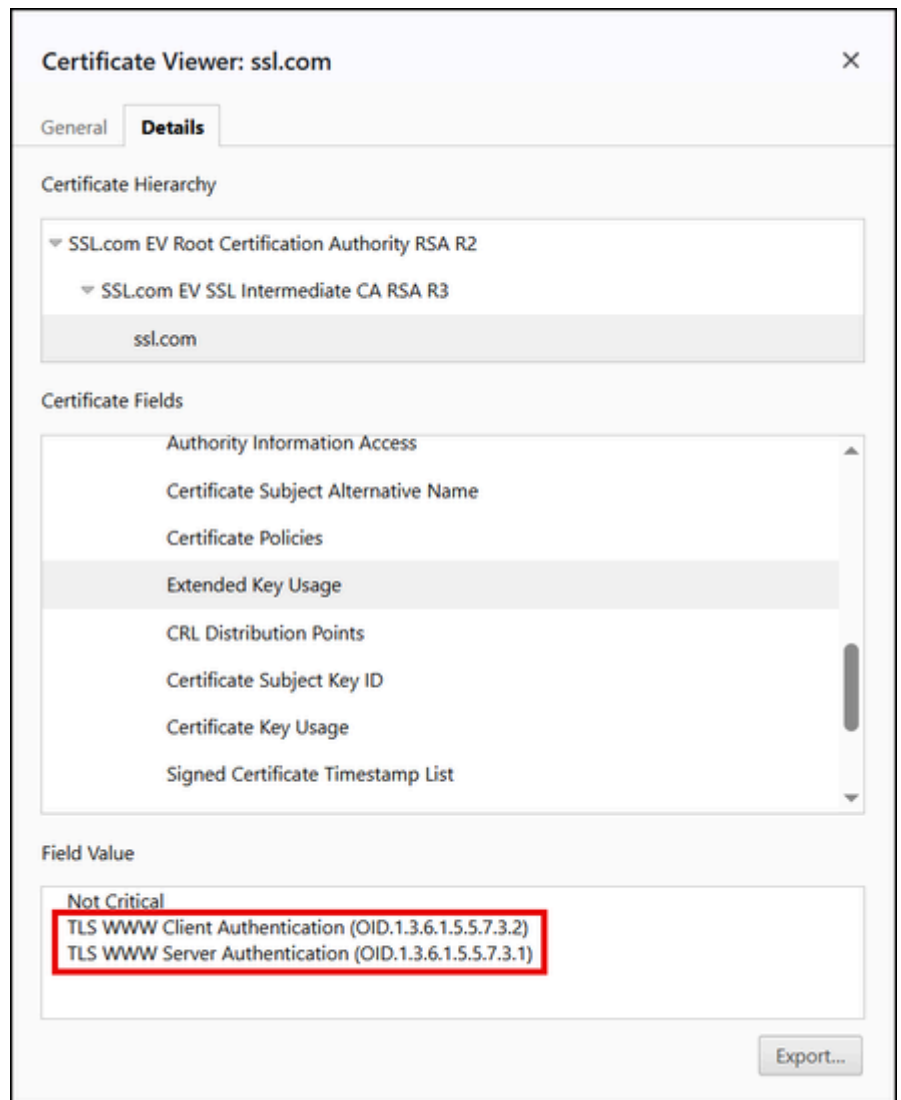 Certificate Viewer: ssl.com
General Details
Certificate Hierarchy
SSL.com EV Root Certification Authority RSA R2
SSL.com EV SSL Intermediate CA RSA R3
ssl.com
Certificate Fields
Authority Information Access
Certificate Subject Alternative Name
Certificate Policies
Extended Key Usage
CRL Distribution Points
Certificate Subject Key ID
Certificate Key Usage
Signed Certificate Timestamp List
Field Value
Not Critical
TLS WWW Client Authentication (OID.1.3.6.1.5.5.7.3.2)
TLS WWW Server Authentication (OID.1.3.6.1.5.5.7.3.1)
Export...